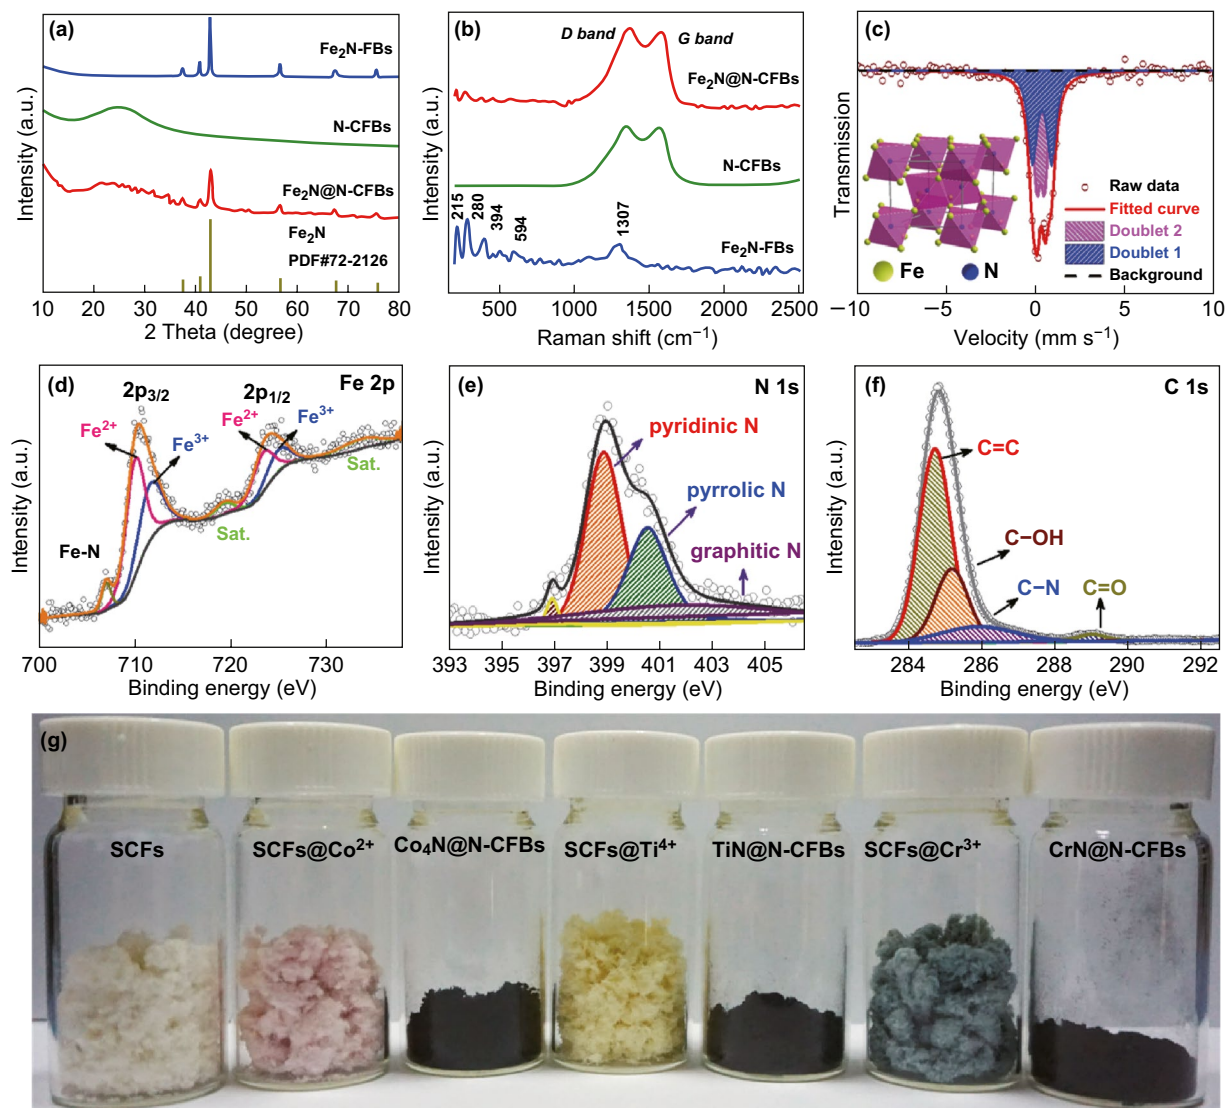 (a)
Fe₂N-FBs
N-CFBs
Fe₂N@N-CFBs
Fe₂N
PDF#72-2126
Intensity (a.u.)
10 20 30 40 50 60 70 80
2 Theta (degree)
(b)
D band
G band
Fe₂N@N-CFBs
N-CFBs
215
280
394
594
1307
Fe₂N-FBs
Intensity (a.u.)
500 1000 1500 2000 2500
Raman shift (cm⁻¹)
(c)
Transmission
Raw data
Fitted curve
Doublet 2
Doublet 1
Background
Fe
N
−10 −5 0 5 10
Velocity (mm s⁻¹)
(d)
Fe 2p
2p₃/₂
2p₁/₂
Fe²⁺
Fe³⁺
Fe²⁺
Fe³⁺
Sat.
Sat.
Fe-N
Intensity (a.u.)
700 710 720 730
Binding energy (eV)
(e)
N 1s
pyridinic N
pyrrolic N
graphitic N
Intensity (a.u.)
393 395 397 399 401 403 405
Binding energy (eV)
(f)
C 1s
C=C
C−OH
C−N
C=O
Intensity (a.u.)
284 286 288 290 292
Binding energy (eV)
(g)
SCFs
SCFs@Co²⁺
Co₄N@N-CFBs
SCFs@Ti⁴⁺
TiN@N-CFBs
SCFs@Cr³⁺
CrN@N-CFBs